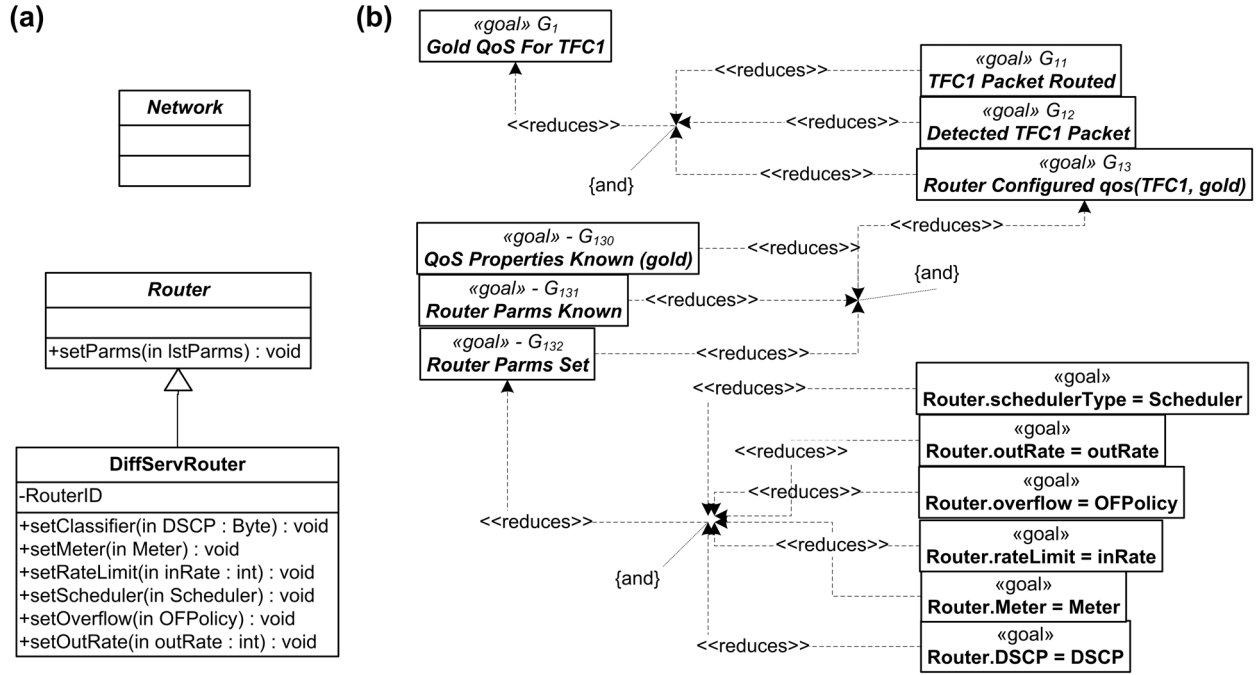 (a)
Network
Router
+setParms(in lstParms) : void
DiffServRouter
-RouterID
+setClassifier(in DSCP : Byte) : void
+setMeter(in Meter) : void
+setRateLimit(in inRate : int) : void
+setScheduler(in Scheduler) : void
+setOverflow(in OFPolicy) : void
+setOutRate(in outRate : int) : void
(b)
«goal» G1
Gold QoS For TFC1
<<reduces>>
«goal» G11
TFC1 Packet Routed
<<reduces>>
<<reduces>>
«goal» G12
Detected TFC1 Packet
<<reduces>>
«goal» G13
Router Configured qos(TFC1, gold)
{and}
<<reduces>>
«goal» - G130
QoS Properties Known (gold)
<<reduces>>
{and}
«goal» - G131
Router Parms Known
<<reduces>>
«goal» - G132
Router Parms Set
<<reduces>>
<<reduces>>
«goal»
Router.schedulerType = Scheduler
<<reduces>>
«goal»
Router.outRate = outRate
<<reduces>>
«goal»
Router.overflow = OFPolicy
<<reduces>>
<<reduces>>
«goal»
Router.rateLimit = inRate
{and}
«goal»
Router.Meter = Meter
<<reduces>>
«goal»
Router.DSCP = DSCP